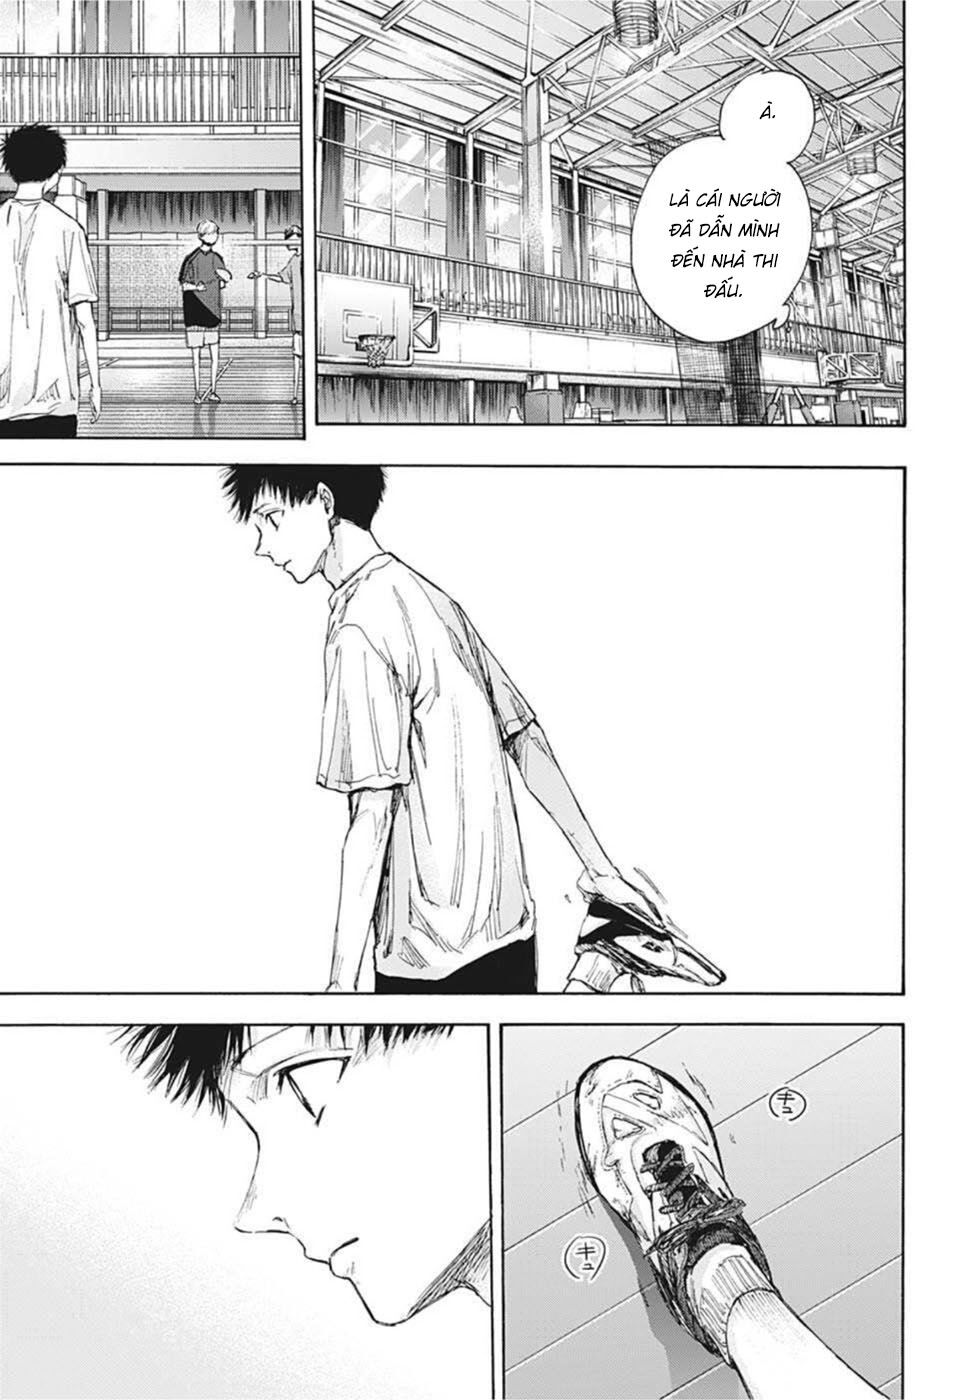 À.
LÀ CÁI NGƯỜI
ĐÃ DẪN MÌNH
ĐẾN NHÀ THI
ĐẤU.
キュ
キュ